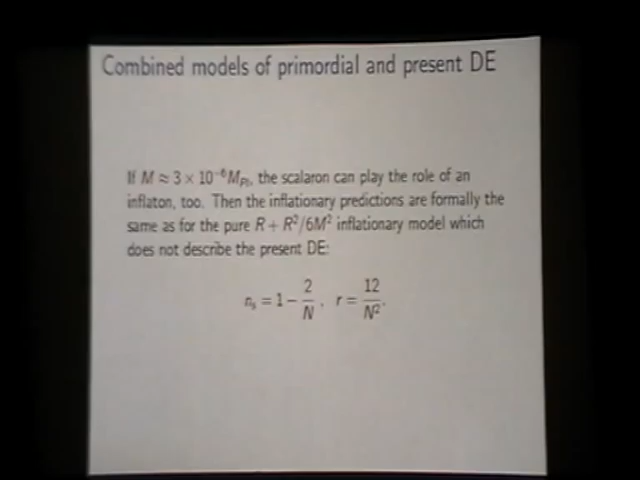 Combined models of primordial and present DE
If M ≈ 3 × 10⁻⁶M_Pl, the scalaron can play the role of an
inflaton, too. Then the inflationary predictions are formally the
same as for the pure R + R²/6M² inflationary model which
does not describe the present DE:
n_s = 1 − 2/N, r = 12/N².